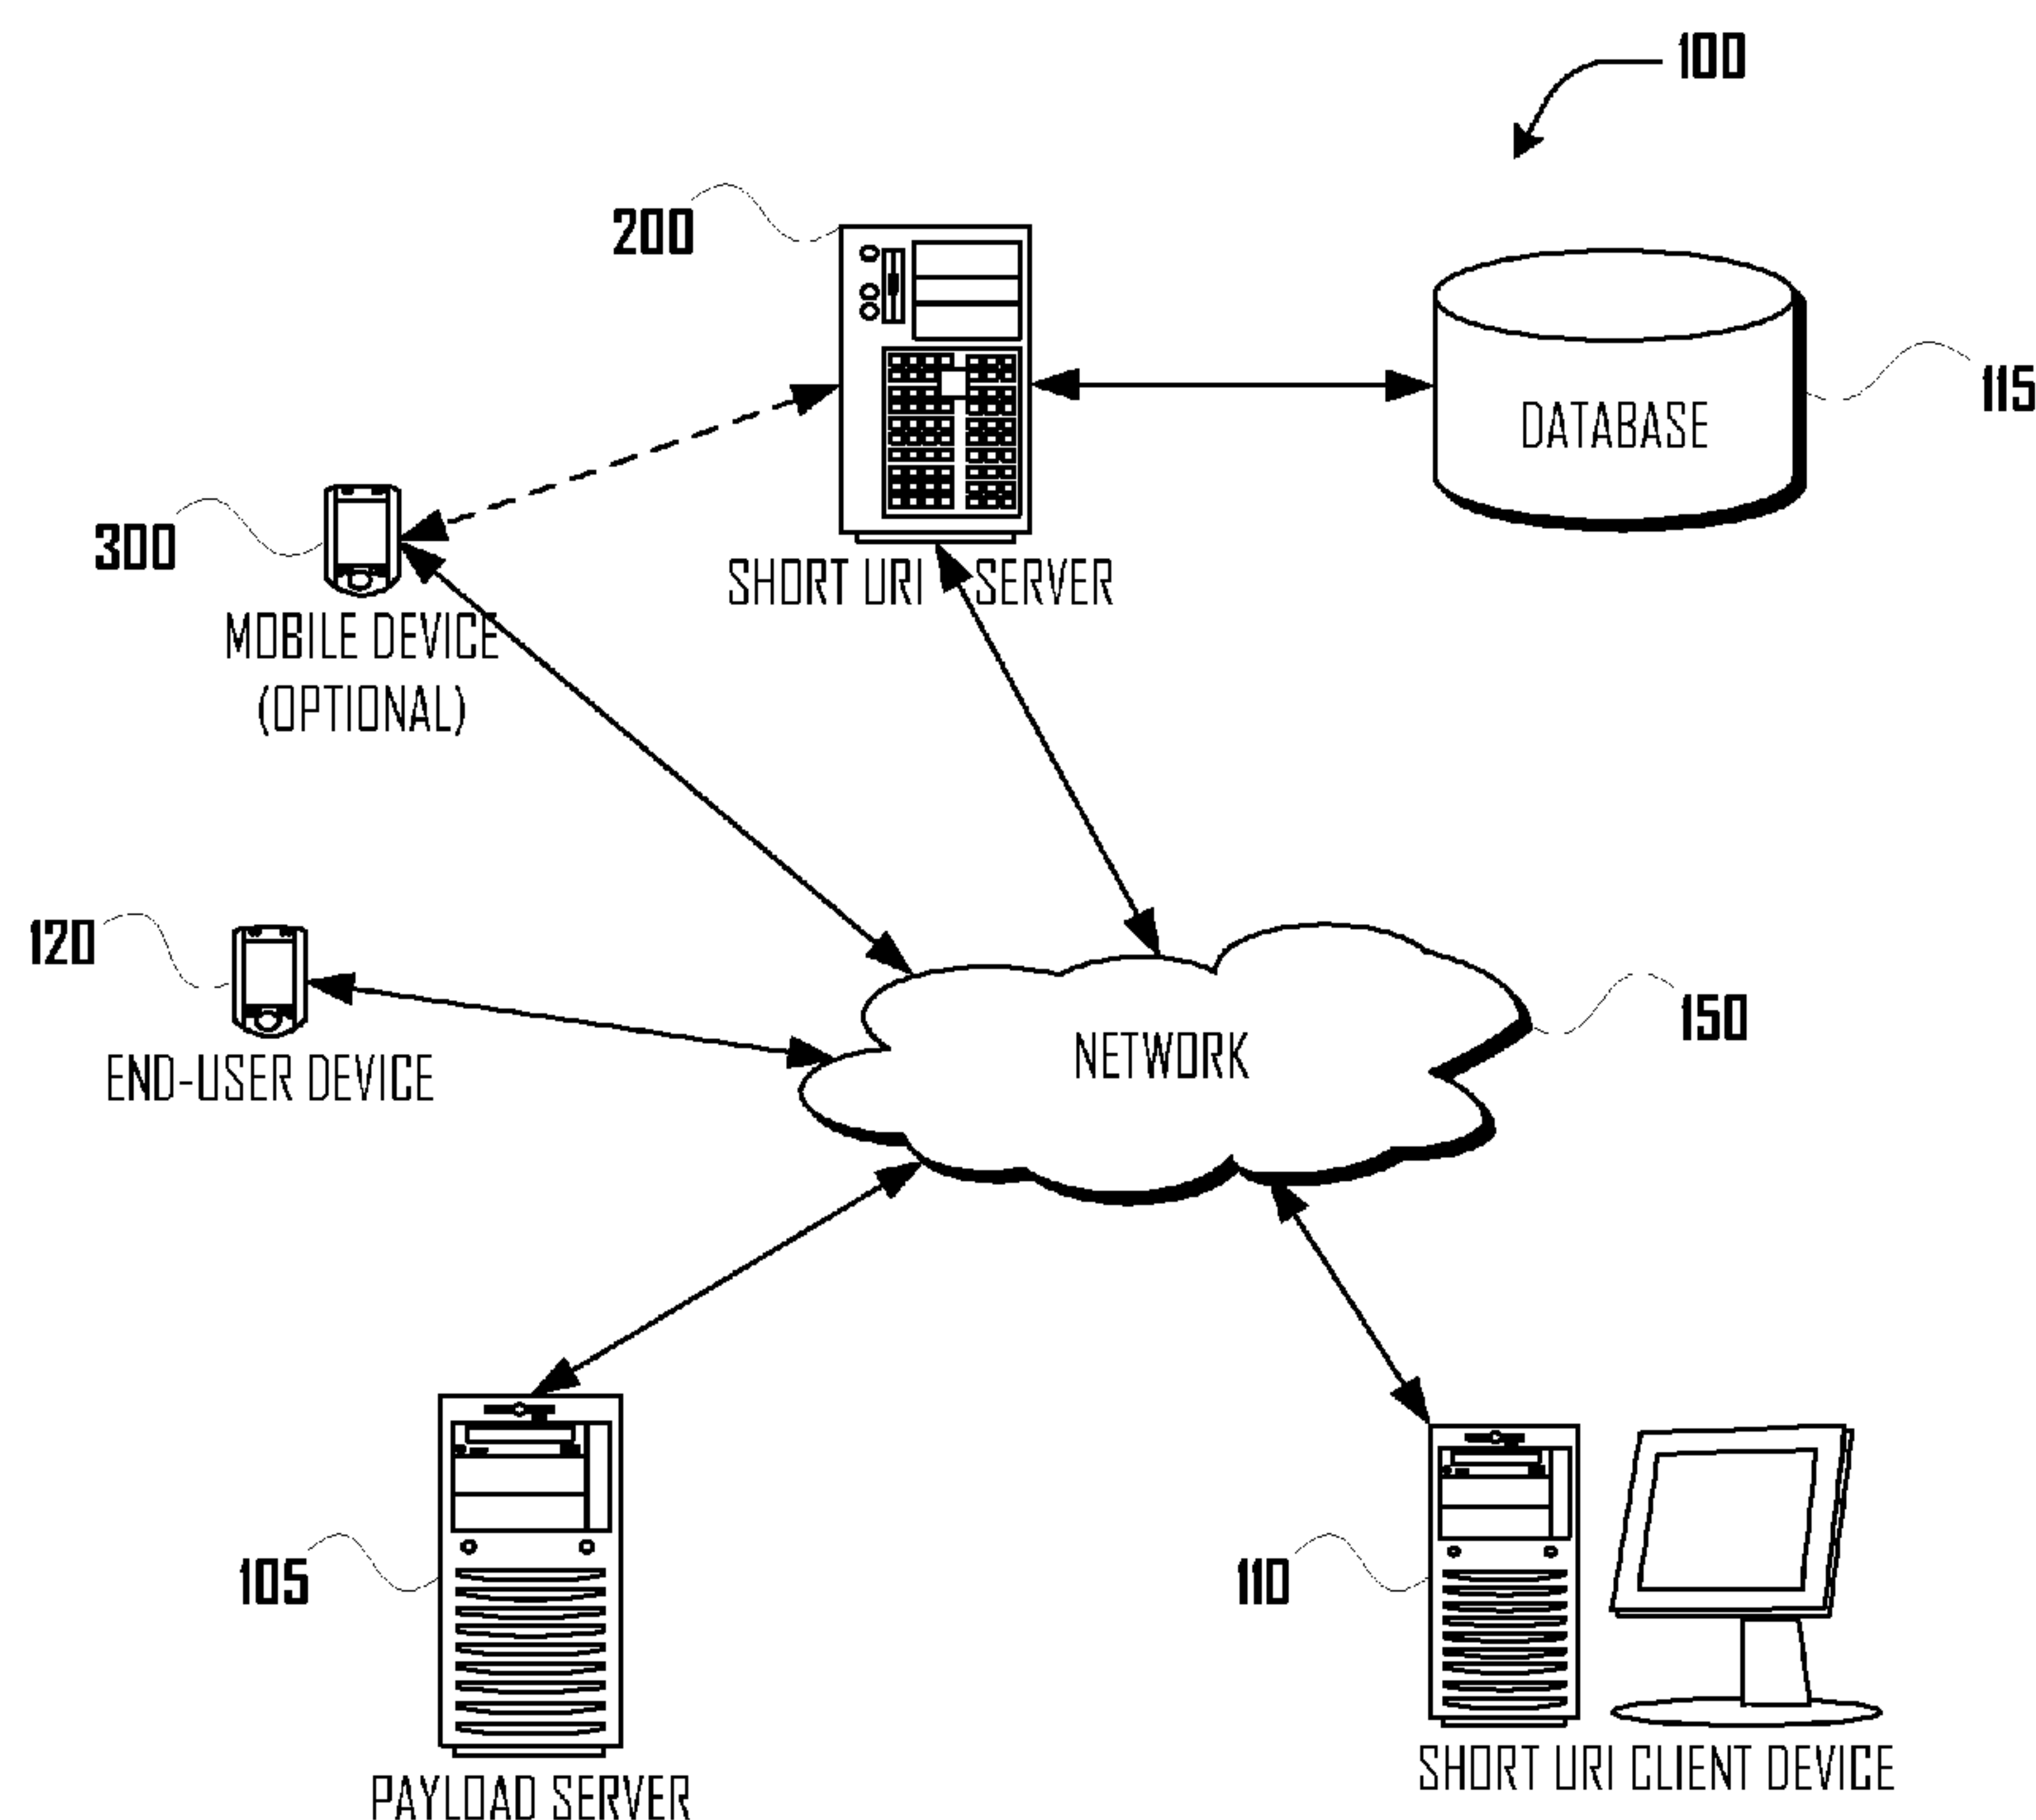 100
200
115
DATABASE
300
SHORT URI SERVER
MOBILE DEVICE
(OPTIONAL)
120
150
NETWORK
END-USER DEVICE
105
110
SHORT URI CLIENT DEVICE
PAYLOAD SERVER